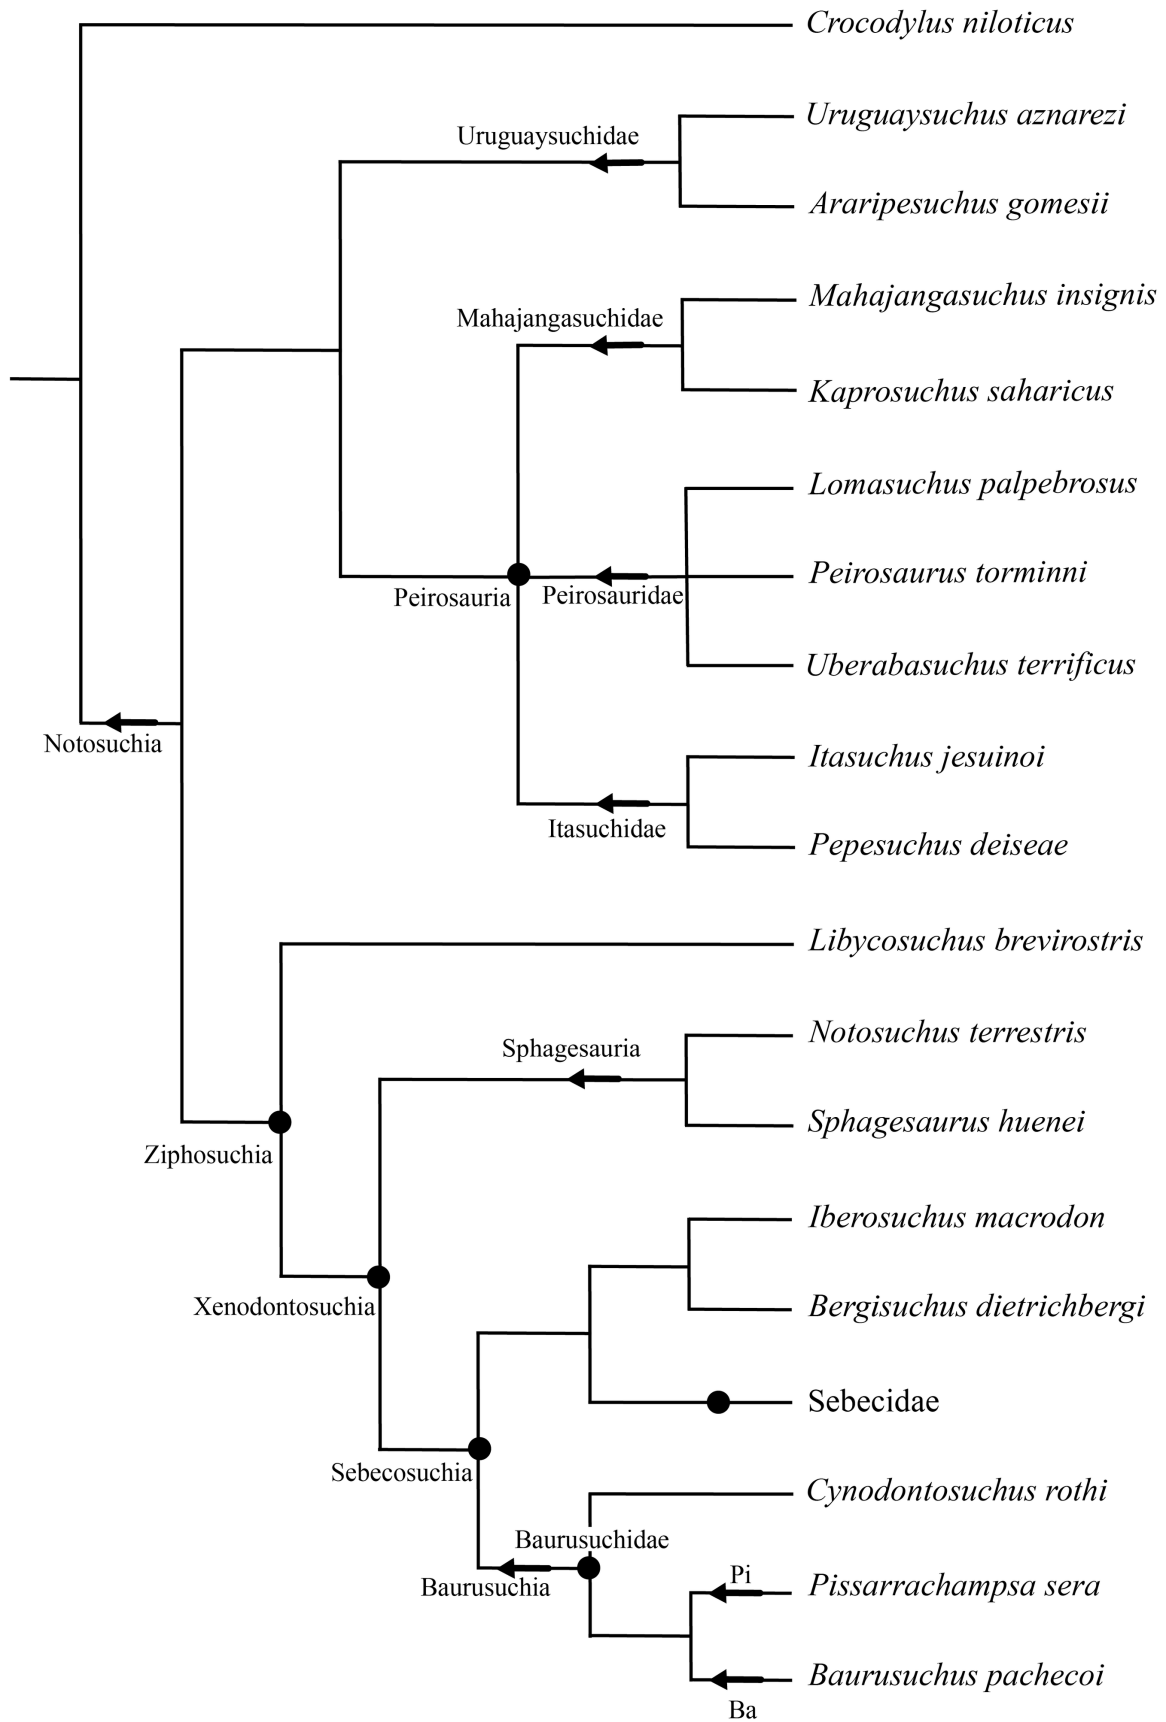 Crocodylus niloticus
Uruguaysuchus aznarezi
Uruguaysuchidae
Araripesuchus gomesii
Mahajangasuchus insignis
Mahajangasuchidae
Kaprosuchus saharicus
Lomasuchus palpebrosus
Peirosaurus torminni
Peirosauria
Peirosauridae
Uberabasuchus terrificus
Notosuchia
Itasuchus jesuinoi
Itasuchidae
Pepesuchus deiseae
Libycosuchus brevirostris
Notosuchus terrestris
Sphagesauria
Sphagesaurus huenei
Ziphosuchia
Iberosuchus macrodon
Xenodontosuchia
Bergisuchus dietrichbergi
Sebecidae
Sebecosuchia
Cynodontosuchus rothi
Baurusuchidae
Baurusuchia
Pi
Pissarrachampsa sera
Baurusuchus pachecoi
Ba